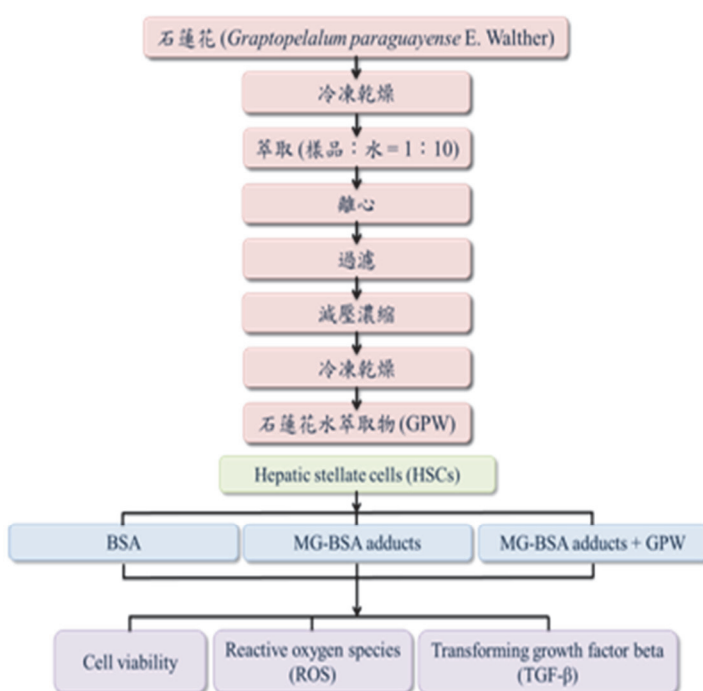 石蓮花 (Graptopelalum paraguayense E. Walther)
冷凍乾燥
萃取 (樣品：水 = 1：10)
離心
過濾
減壓濃縮
冷凍乾燥
石蓮花水萃取物 (GPW)
Hepatic stellate cells (HSCs)
BSA
MG-BSA adducts
MG-BSA adducts + GPW
Cell viability
Reactive oxygen species
(ROS)
Transforming growth factor beta
(TGF-β)